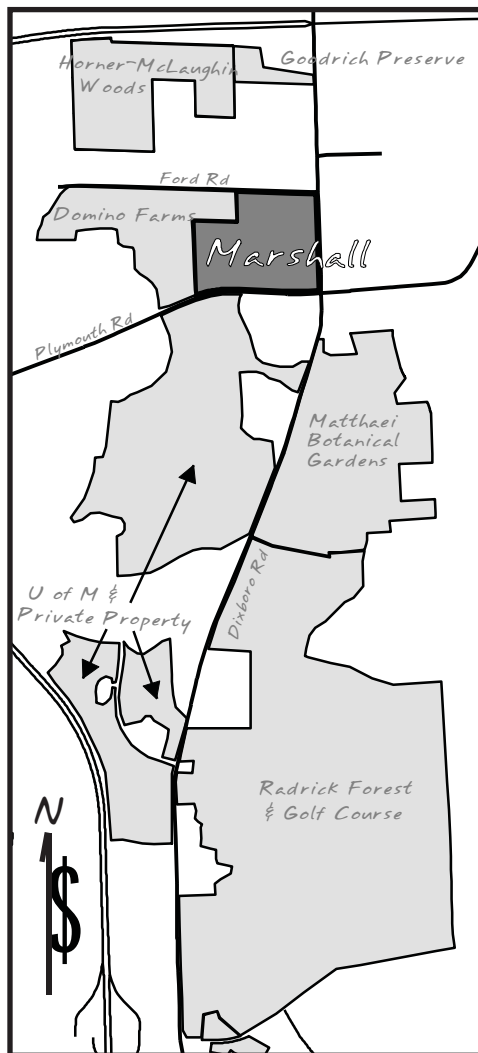 Horner-McLaughin
Woods
Goodrich Preserve
Ford Rd
Domino Farms
Marshall
Plymouth Rd
Matthaei
Botanical
Gardens
Dixboro Rd
U of M &
Private Property
Radrick Forest
& Golf Course
N
$